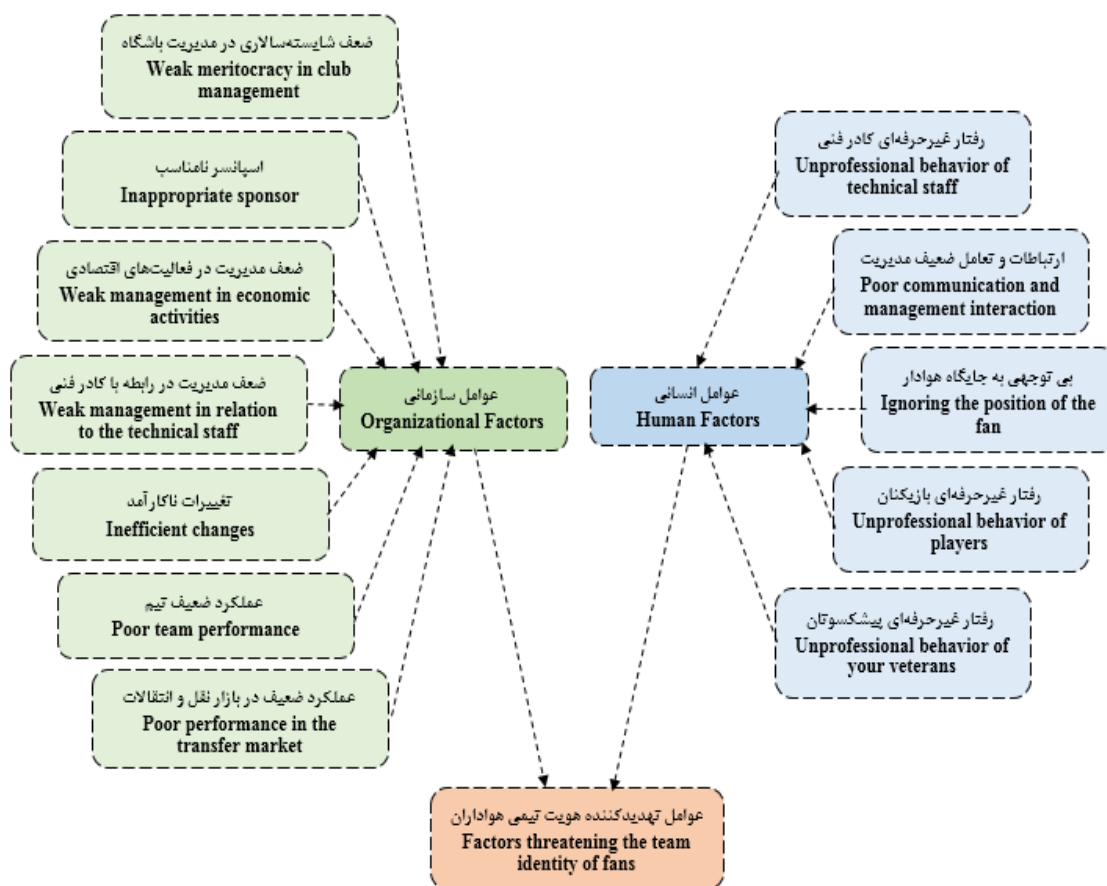 ضعف شایسته‌سالاری در مدیریت باشگاه
Weak meritocracy in club
management
اسپانسر نامناسب
Inappropriate sponsor
ضعف مدیریت در فعالیت‌های اقتصادی
Weak management in economic
activities
ضعف مدیریت در رابطه با کادر فنی
Weak management in relation
to the technical staff
تغییرات ناکارآمد
Inefficient changes
عملکرد ضعیف تیم
Poor team performance
عملکرد ضعیف در بازار نقل و انتقالات
Poor performance in the
transfer market
عوامل سازمانی
Organizational Factors
عوامل انسانی
Human Factors
رفتار غیرحرفه‌ای کادر فنی
Unprofessional behavior of
technical staff
ارتباطات و تعامل ضعیف مدیریت
Poor communication and
management interaction
بی توجهی به جایگاه هوادار
Ignoring the position of the
fan
رفتار غیرحرفه‌ای بازیکنان
Unprofessional behavior of
players
رفتار غیرحرفه‌ای پیشکسوتان
Unprofessional behavior of
your veterans
عوامل تهدیدکننده هویت تیمی هواداران
Factors threatening the team
identity of fans